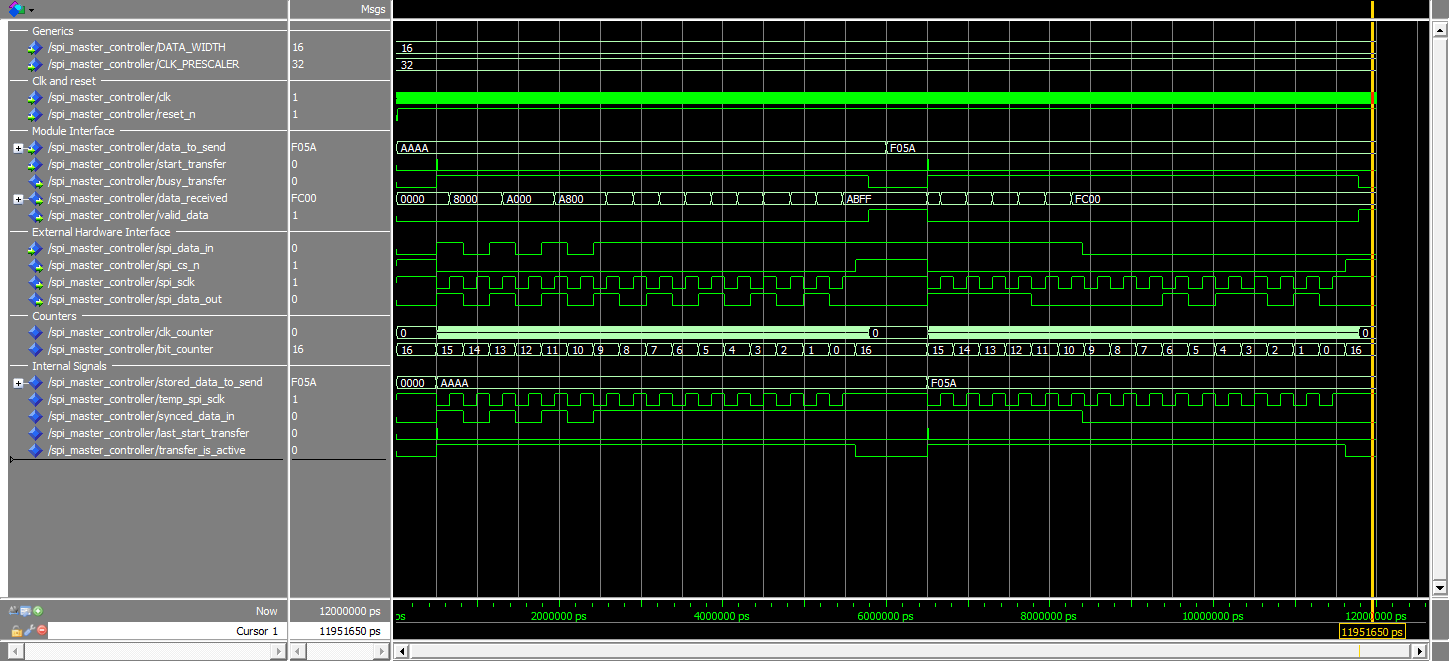 Msgs
Generics
/spi_master_controller/DATA_WIDTH 16 16
/spi_master_controller/CLK_PRESCALER 32 32
Clk and reset
/spi_master_controller/clk 1
/spi_master_controller/reset_n 1
Module Interface
/spi_master_controller/data_to_send F05A AAAA F05A
/spi_master_controller/start_transfer 0
/spi_master_controller/busy_transfer 0
/spi_master_controller/data_received FC00 0000 8000 A000 A800 ABFF FC00
/spi_master_controller/valid_data 1
External Hardware Interface
/spi_master_controller/spi_data_in 0
/spi_master_controller/spi_cs_n 1
/spi_master_controller/spi_sclk 1
/spi_master_controller/spi_data_out 0
Counters
/spi_master_controller/clk_counter 0 0 0 0
/spi_master_controller/bit_counter 16 16 15 14 13 12 11 10 9 8 7 6 5 4 3 2 1 0 16 15 14 13 12 11 10 9 8 7 6 5 4 3 2 1 0 16
Internal Signals
/spi_master_controller/stored_data_to_send F05A 0000 AAAA F05A
/spi_master_controller/temp_spi_sclk 1
/spi_master_controller/synced_data_in 0
/spi_master_controller/last_start_transfer 0
/spi_master_controller/transfer_is_active 0
Now 12000000 ps ps 2000000 ps 4000000 ps 6000000 ps 8000000 ps 10000000 ps 12000000 ps
Cursor 1 11951650 ps 11951650 ps